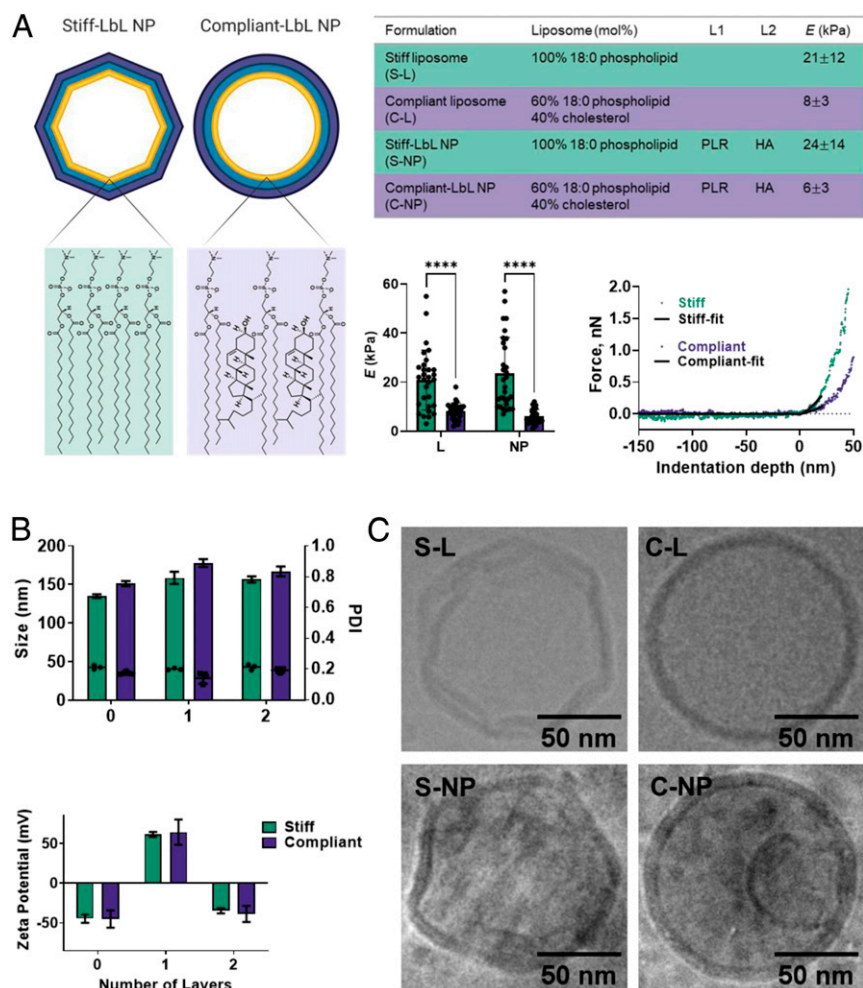 A
Stiff-LbL NP
Compliant-LbL NP
Formulation Liposome (mol%) L1 L2 E (kPa)
Stiff liposome 100% 18:0 phospholipid 21±12
(S-L)
Compliant liposome 60% 18:0 phospholipid 8±3
(C-L) 40% cholesterol
Stiff-LbL NP 100% 18:0 phospholipid PLR HA 24±14
(S-NP)
Compliant-LbL NP 60% 18:0 phospholipid PLR HA 6±3
(C-NP) 40% cholesterol
**** ****
E (kPa)
60
40
20
0
L NP
Force, nN
2.0
1.5
1.0
0.5
0.0
Stiff
Stiff-fit
Compliant
Compliant-fit
-150 -100 -50 0 50
Indentation depth (nm)
B
Size (nm)
200
150
100
50
0
PDI
1.0
0.8
0.6
0.4
0.2
0.0
0 1 2
Zeta Potential (mV)
50
0
-50
Stiff
Compliant
0 1 2
Number of Layers
C
S-L
50 nm
C-L
50 nm
S-NP
50 nm
C-NP
50 nm